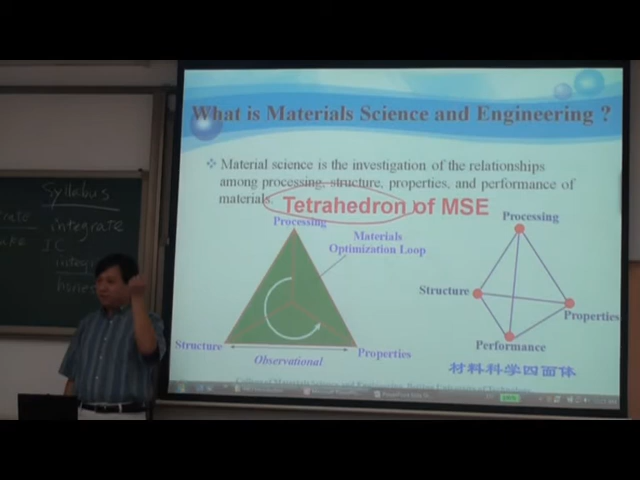 What is Materials Science and Engineering ?
Material science is the investigation of the relationships
among processing, structure, properties, and performance of
materials.
Tetrahedron of MSE
Processing
Materials
Optimization Loop
Structure
Observational
Properties
Processing
Structure
Properties
Performance
材料科学四面体
Syllabus
integrate
IC